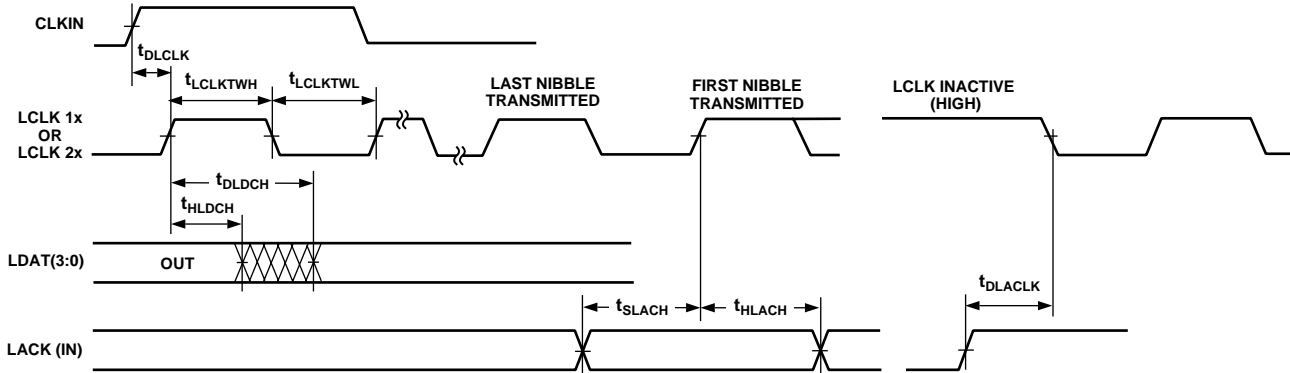 CLKIN
tDLCLK
tLCLKTWH
tLCLKTWL
LAST NIBBLE
TRANSMITTED
FIRST NIBBLE
TRANSMITTED
LCLK INACTIVE
(HIGH)
LCLK 1x
OR
LCLK 2x
tDLDCH
tHLDCH
LDAT(3:0)
OUT
tSLACH
tHLACH
tDLACLK
LACK (IN)